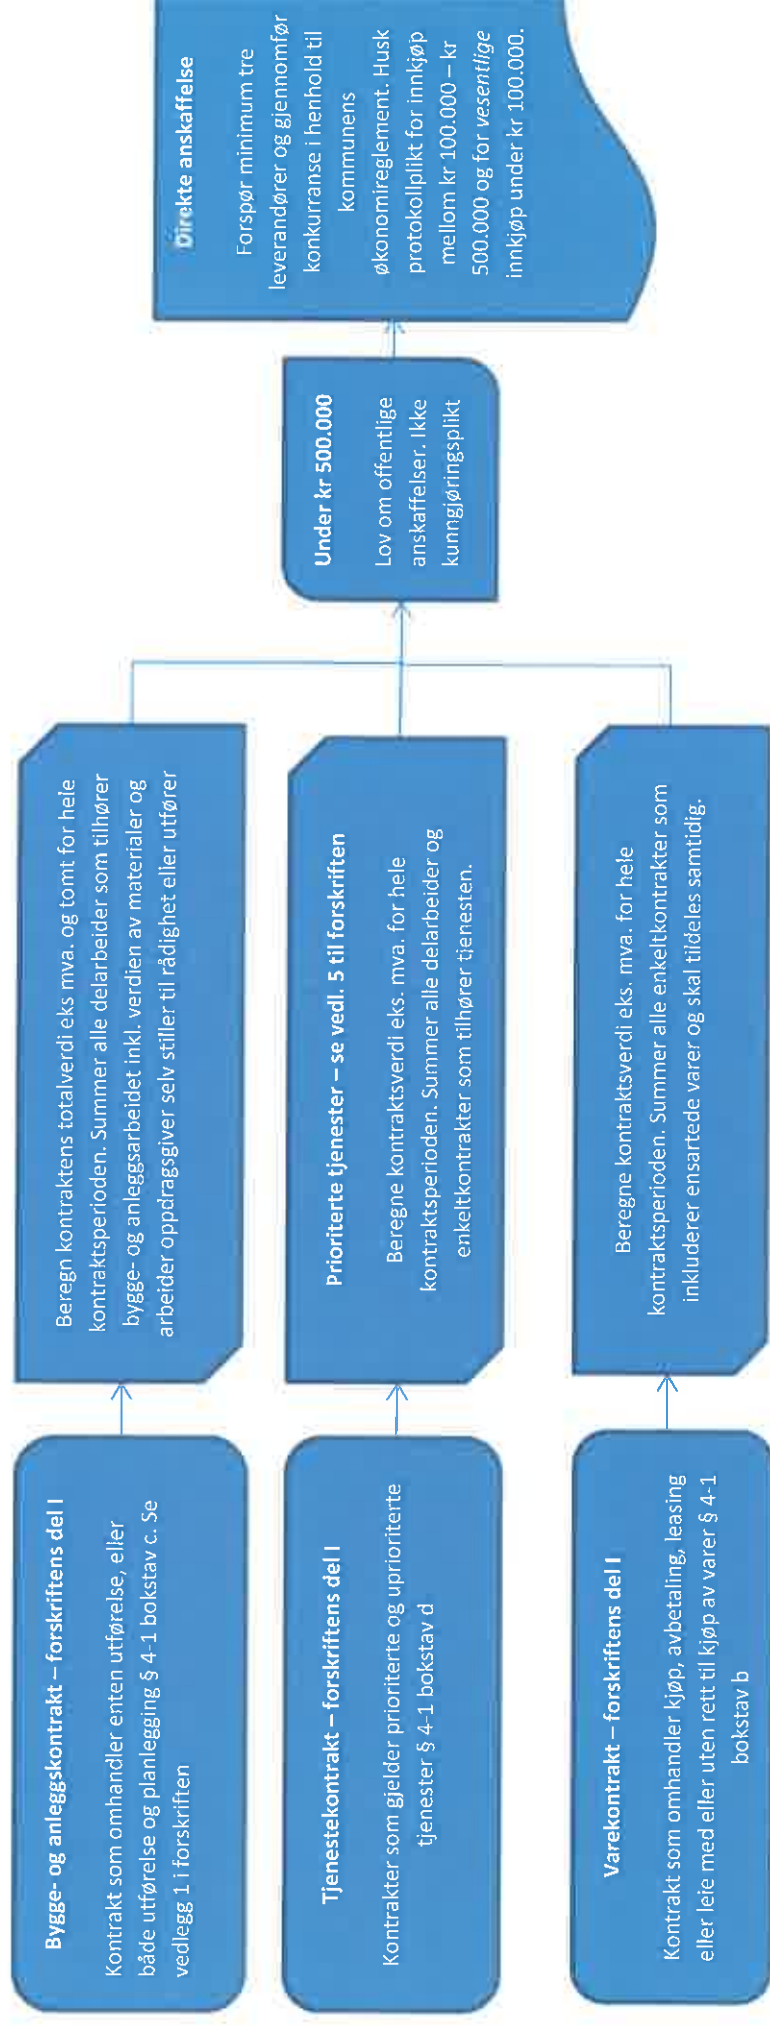 Bygge- og anleggskontrakt – forskriftens del I
Kontrakt som omhandler enten utførelse, eller
både utførelse og planlegging § 4-1 bokstav c. Se
vedlegg 1 i forskriften
Beregn kontraktens totalverdi eks mva. og tomt for hele
kontraktsperioden. Summer alle delarbeider som tilhører
bygge- og anleggsarbeidet inkl. verdien av materialer og
arbeider oppdragsgiver selv stiller til rådighet eller utfører
Tjenestekontrakt – forskriftens del I
Kontrakter som gjelder prioriterte og uprioriterte
tjenester § 4-1 bokstav d
Prioriterte tjenester – se vedl. 5 til forskriften
Beregne kontraktsverdi eks. mva. for hele
kontraktsperioden. Summer alle delarbeider og
enkeltkontrakter som tilhører tjenesten.
Varekontrakt – forskriftens del I
Kontrakt som omhandler kjøp, avbetaling, leasing
eller leie med eller uten rett til kjøp av varer § 4-1
bokstav b
Beregne kontraktsverdi eks. mva. for hele
kontraktsperioden. Summer alle enkeltkontrakter som
inkluderer ensartede varer og skal tildeles samtidig.
Under kr 500.000
Lov om offentlige
anskaffelser. Ikke
kunngjøringsplikt
Direkte anskaffelse
Forspør minimum tre
leverandører og gjennomfør
konkurranse i henhold til
kommunens
økonomireglement. Husk
protokollplikt for innkjøp
mellom kr 100.000 – kr
500.000 og for vesentlige
innkjøp under kr 100.000.